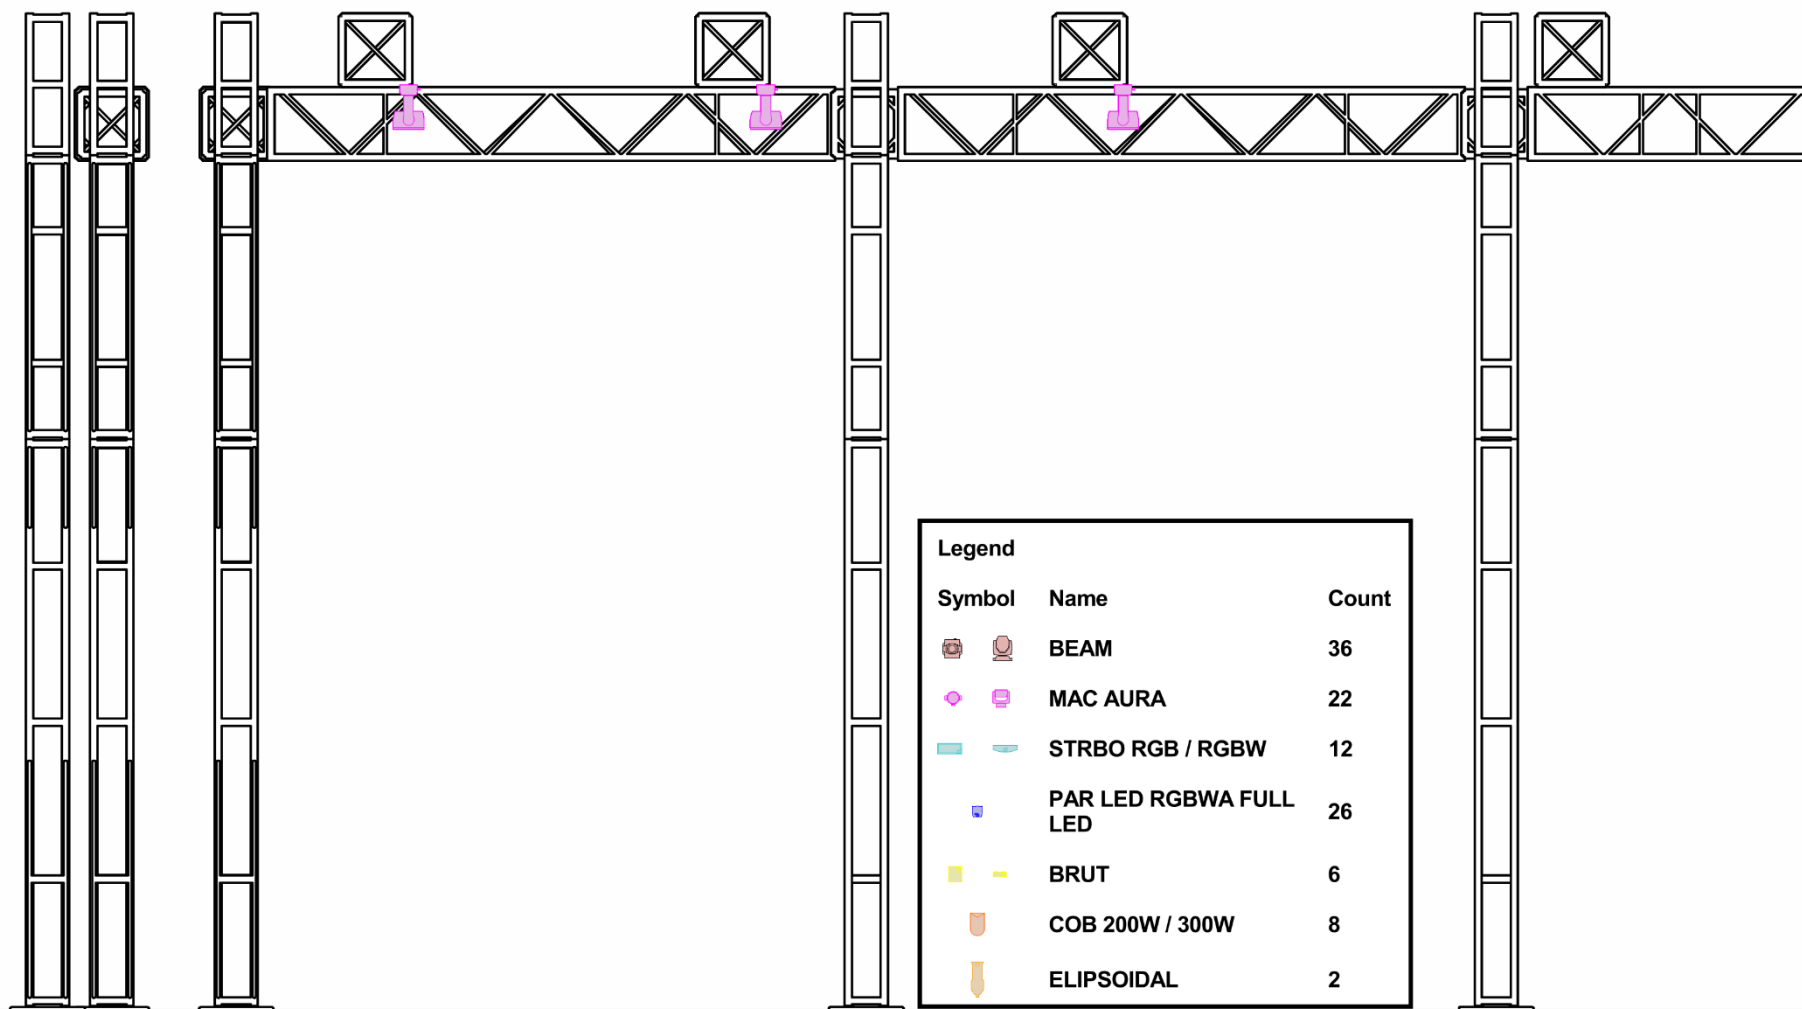 Legend
Symbol Name Count
BEAM 36
MAC AURA 22
STRBO RGB / RGBW 12
PAR LED RGBWA FULL LED 26
BRUT 6
COB 200W / 300W 8
ELIPSOIDAL 2